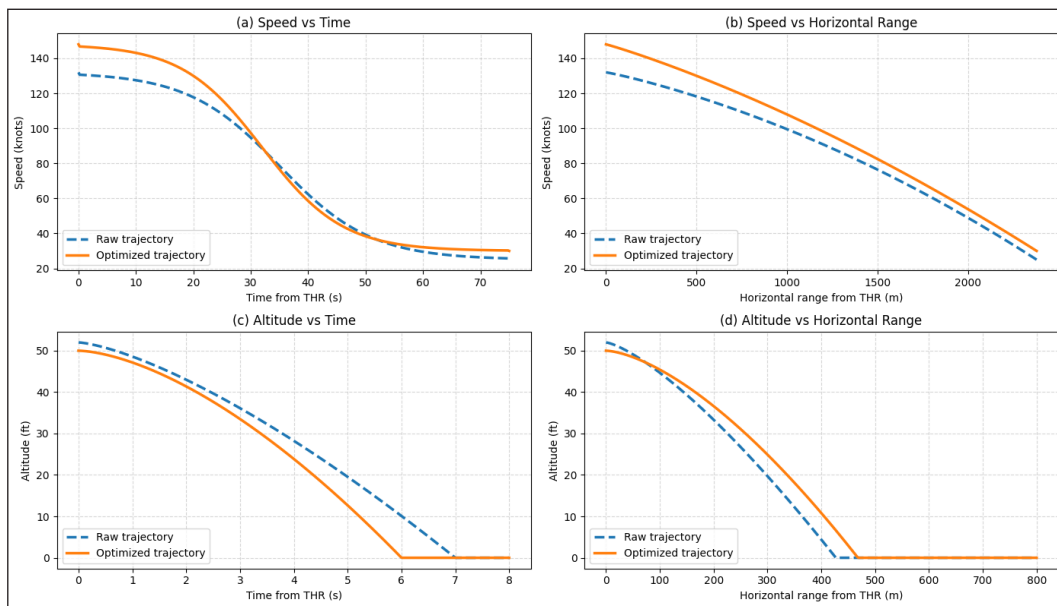 (a) Speed vs Time
140
120
100
80
60
40
20
Speed (knots)
Raw trajectory
Optimized trajectory
0 10 20 30 40 50 60 70
Time from THR (s)
(b) Speed vs Horizontal Range
140
120
100
80
60
40
20
Speed (knots)
Raw trajectory
Optimized trajectory
0 500 1000 1500 2000
Horizontal range from THR (m)
(c) Altitude vs Time
50
40
30
20
10
0
Altitude (ft)
Raw trajectory
Optimized trajectory
0 1 2 3 4 5 6 7 8
Time from THR (s)
(d) Altitude vs Horizontal Range
50
40
30
20
10
0
Altitude (ft)
Raw trajectory
Optimized trajectory
0 100 200 300 400 500 600 700 800
Horizontal range from THR (m)